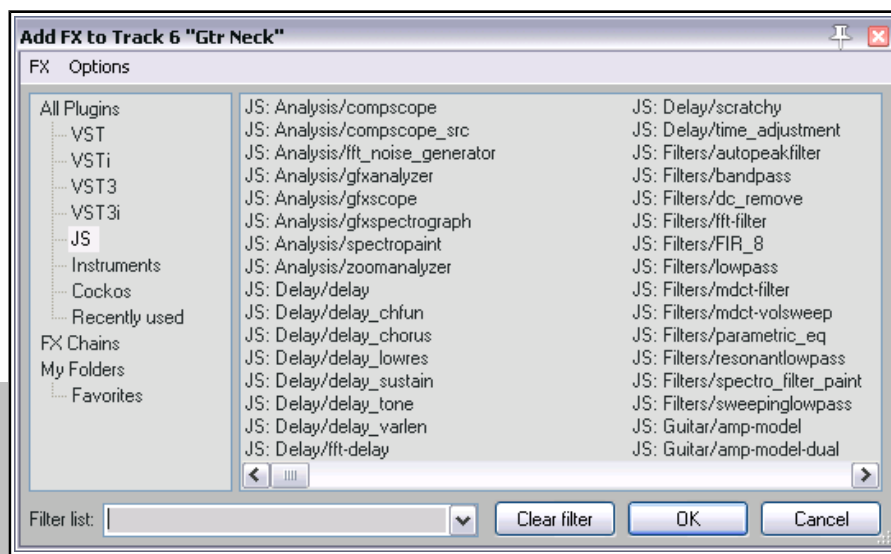 Add FX to Track 6 "Gtr Neck"
FX Options
All Plugins
VST
VSTi
VST3
VST3i
JS
Instruments
Cockos
Recently used
FX Chains
My Folders
Favorites
JS: Analysis/compscope
JS: Analysis/compscope_src
JS: Analysis/fft_noise_generator
JS: Analysis/gfxanalyzer
JS: Analysis/gfxscope
JS: Analysis/gfxspectrograph
JS: Analysis/spectropaint
JS: Analysis/zoomanalyzer
JS: Delay/delay
JS: Delay/delay_chfun
JS: Delay/delay_chorus
JS: Delay/delay_lowres
JS: Delay/delay_sustain
JS: Delay/delay_tone
JS: Delay/delay_varlen
JS: Delay/fft-delay
JS: Delay/scratchy
JS: Delay/time_adjustment
JS: Filters/autopeakfilter
JS: Filters/bandpass
JS: Filters/dc_remove
JS: Filters/fft-filter
JS: Filters/FIR_8
JS: Filters/lowpass
JS: Filters/mdct-filter
JS: Filters/mdct-volsweep
JS: Filters/parametric_eq
JS: Filters/resonantlowpass
JS: Filters/spectro_filter_paint
JS: Filters/sweepinglowpass
JS: Guitar/amp-model
JS: Guitar/amp-model-dual
Filter list: Clear filter OK Cancel